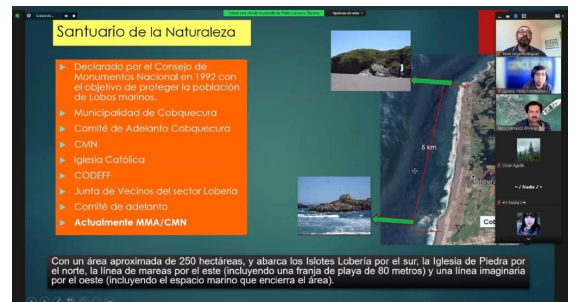 Santuario de la Naturaleza
Declarado por el Consejo de
Monumentos Nacional en 1992 con
el objetivo de proteger la población
de Lobos marinos.
Municipalidad de Cobquecura
Comité de Adelanto Cobquecura
CMN
Iglesia Católica
CODEFF
Junta de Vecinos del sector Lobería
Comité de adelanto
Actualmente MMA/CMN
5 km
Cob
Con un área aproximada de 250 hectáreas, y abarca los Islotes Lobería por el sur, la Iglesia de Piedra por
el norte, la línea de mareas por el este (incluyendo una franja de playa de 80 metros) y una línea imaginaria
por el oeste (incluyendo el espacio marino que encierra el área).
César Aguila
Nadia